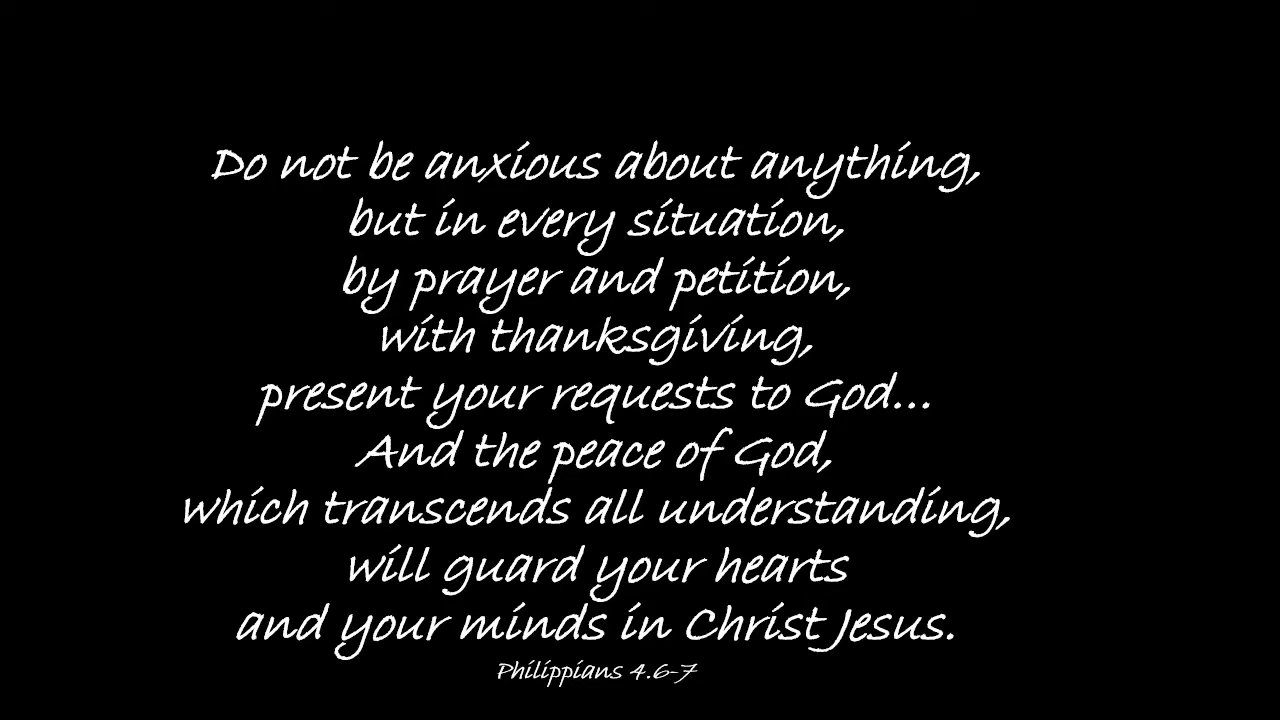 Do not be anxious about anything,
but in every situation,
by prayer and petition,
with thanksgiving,
present your requests to God...
And the peace of God,
which transcends all understanding,
will guard your hearts
and your minds in Christ Jesus.
Philippians 4.6-7